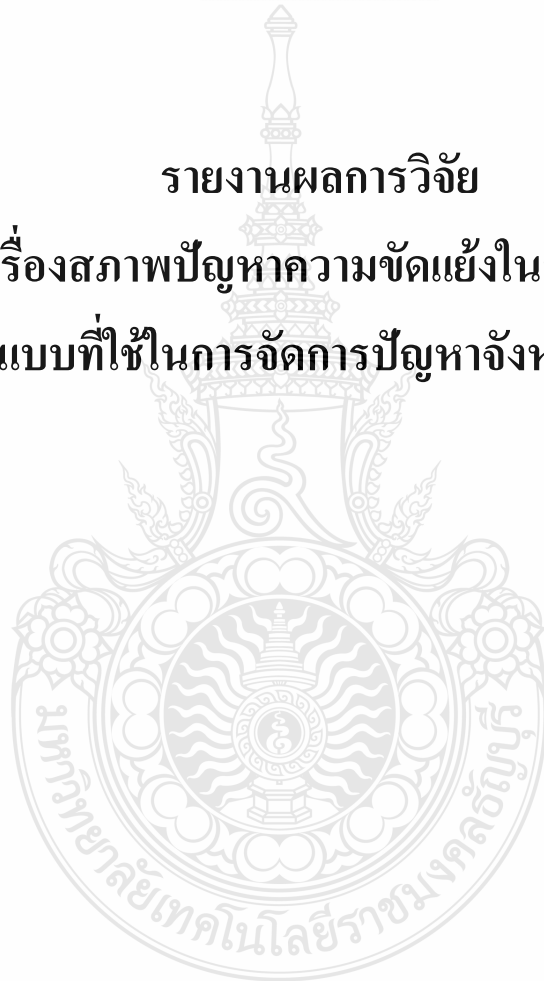 รายงานผลการวิจัย
รื่องสภาพปัญหาความขัดแย้งใน
แบบที่ใช้ในการจัดการปัญหาจังห
มหาวิทยาลัยเทคโนโลยีราชมงคลธัญบุรี